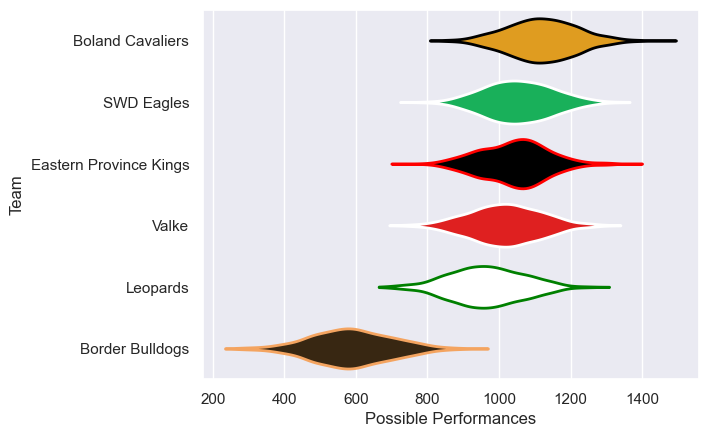 Boland Cavaliers
SWD Eagles
Eastern Province Kings
Valke
Leopards
Border Bulldogs
Team
200 400 600 800 1000 1200 1400
Possible Performances